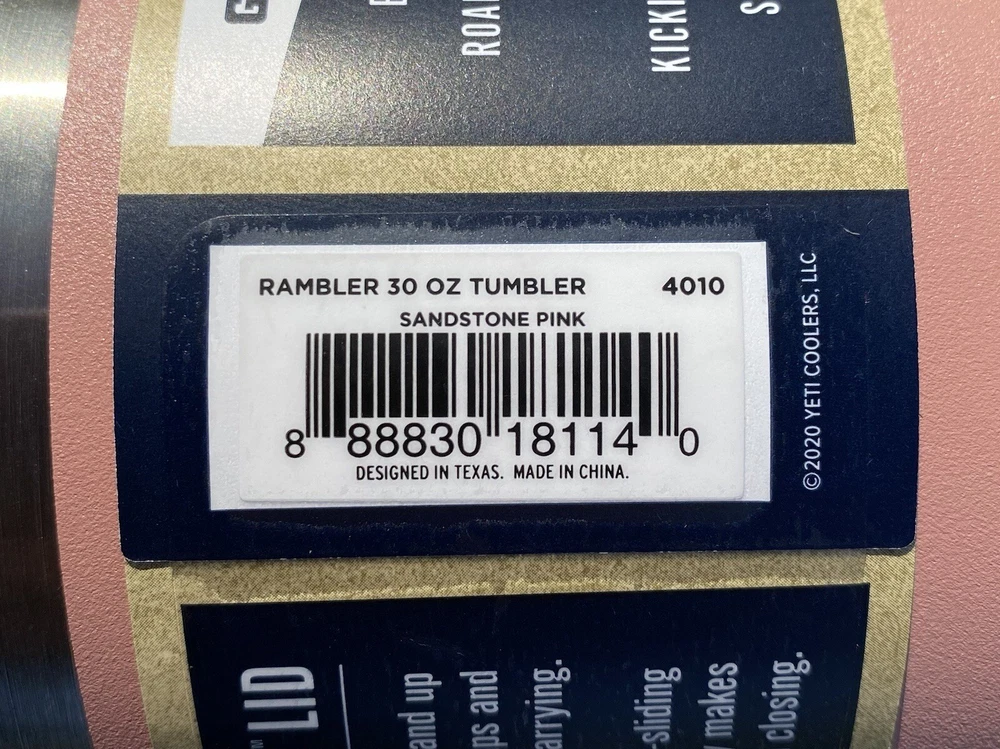 ROA
KICKI
S
RAMBLER 30 OZ TUMBLER 4010
SANDSTONE PINK
8 88830 18114 0
DESIGNED IN TEXAS. MADE IN CHINA.
©2020 YETI COOLERS, LLC
™ LID
and up
ps and
arrying.
-sliding
makes
closing.